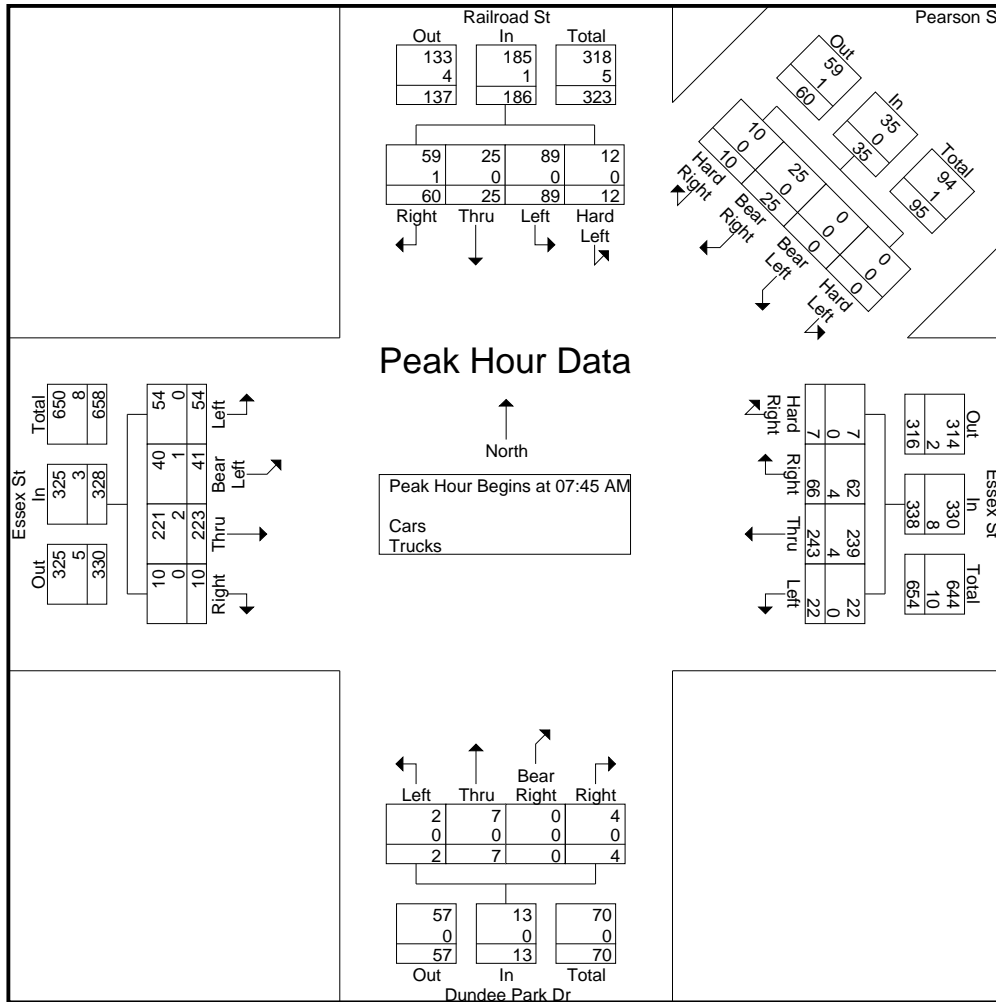 Railroad St
Out In Total
133 185 318
4 1 5
137 186 323
59 25 89 12
1 0 0 0
60 25 89 12
Right Thru Left Hard Left
Pearson S
Out In Total
59 35 94
1 0 1
60 35 95
10 25 0 0
0 0 0 0
10 25 0 0
Hard Right Bear Right Bear Left Hard Left
Peak Hour Data
North
Peak Hour Begins at 07:45 AM
Cars
Trucks
Essex St
Total In Out
650 325 325
8 3 5
658 328 330
54 40 221 10
0 1 2 0
54 41 223 10
Left Bear Left Thru Right
Essex St
Out In Total
314 330 644
2 8 10
316 338 654
7 62 239 22
0 4 4 0
7 66 243 22
Hard Right Right Thru Left
Left Thru Bear Right Right
2 7 0 4
0 0 0 0
2 7 0 4
57 13 70
0 0 0
57 13 70
Out In Total
Dundee Park Dr